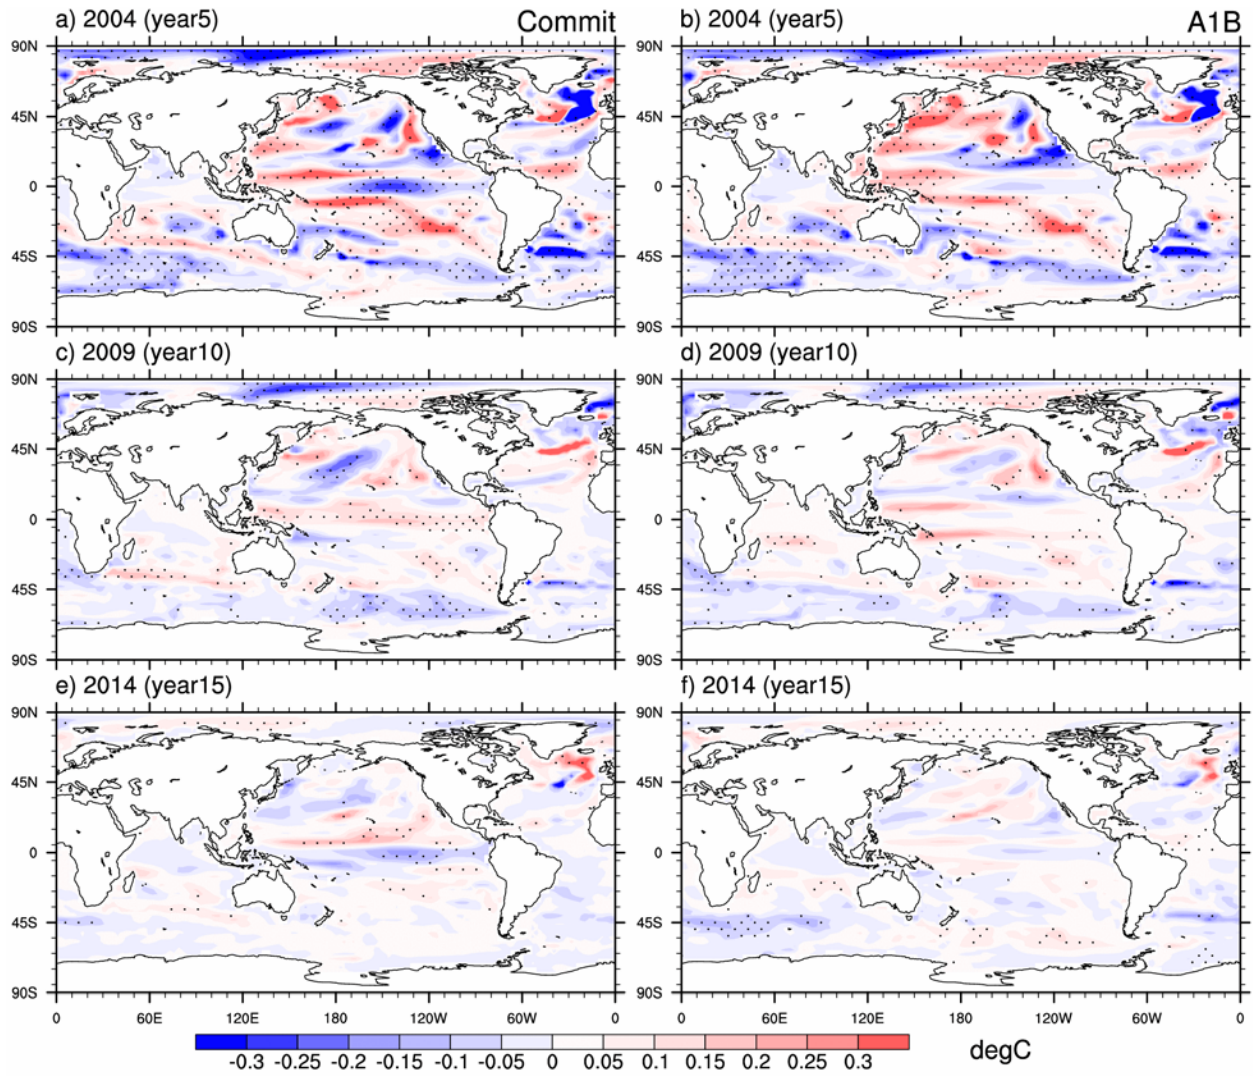 a) 2004 (year5) Commit
b) 2004 (year5) A1B
90N
45N
0
45S
90S
c) 2009 (year10)
d) 2009 (year10)
90N
90N
45N
45N
0
0
45S
45S
90S
90S
90N
45N
0
45S
90S
e) 2014 (year15)
f) 2014 (year15)
90N
90N
45N
45N
0
0
45S
45S
90S
90S
0 60E 120E 180 120W 60W
0 60E 120E 180 120W 60W 0
-0.3 -0.25 -0.2 -0.15 -0.1 -0.05 0 0.05 0.1 0.15 0.2 0.25 0.3
degC